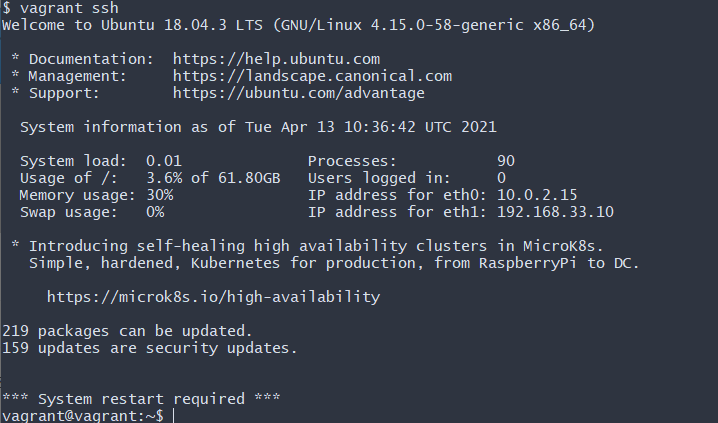 $ vagrant ssh
Welcome to Ubuntu 18.04.3 LTS (GNU/Linux 4.15.0-58-generic x86_64)

 * Documentation:  https://help.ubuntu.com
 * Management:     https://landscape.canonical.com
 * Support:        https://ubuntu.com/advantage

  System information as of Tue Apr 13 10:36:42 UTC 2021

  System load:  0.01              Processes:           90
  Usage of /:   3.6% of 61.80GB   Users logged in:     0
  Memory usage: 30%               IP address for eth0: 10.0.2.15
  Swap usage:   0%                IP address for eth1: 192.168.33.10

 * Introducing self-healing high availability clusters in MicroK8s.
   Simple, hardened, Kubernetes for production, from RaspberryPi to DC.

     https://microk8s.io/high-availability

219 packages can be updated.
159 updates are security updates.


*** System restart required ***
vagrant@vagrant:~$